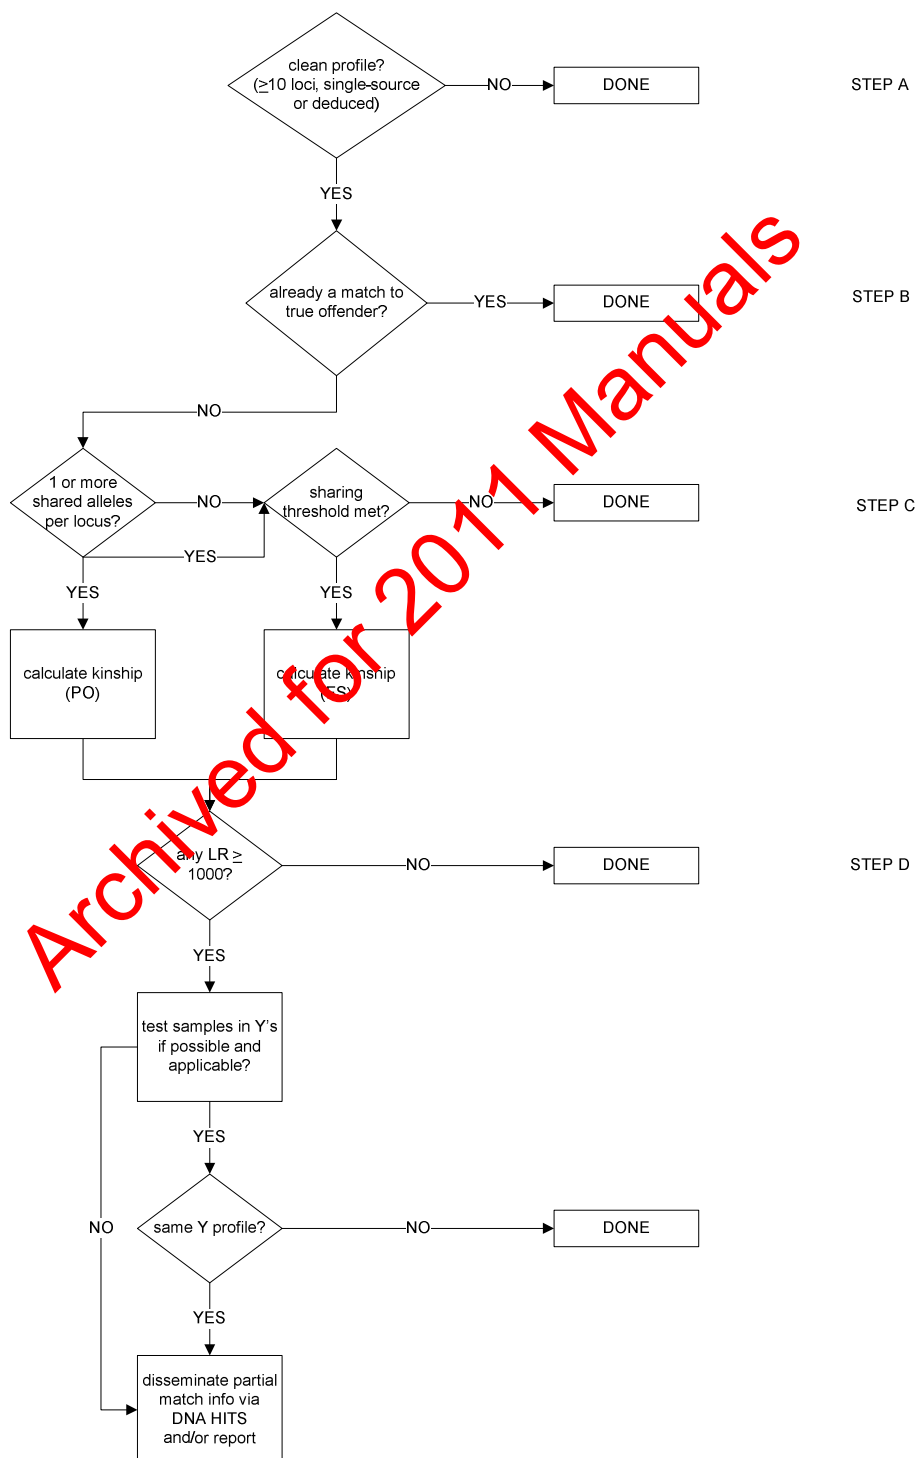 clean profile?
(≥10 loci, single-source
or deduced)
NO
DONE
STEP A
YES
already a match to
true offender?
YES
DONE
STEP B
NO
1 or more
shared alleles
per locus?
NO
sharing
threshold met?
NO
DONE
STEP C
YES
YES
YES
calculate kinship
(PO)
calculate kinship
(FS)
any LR ≥
1000?
NO
DONE
STEP D
YES
test samples in Y's
if possible and
applicable?
YES
NO
same Y profile?
NO
DONE
YES
disseminate partial
match info via
DNA HITS
and/or report
Archived for 2011 Manuals